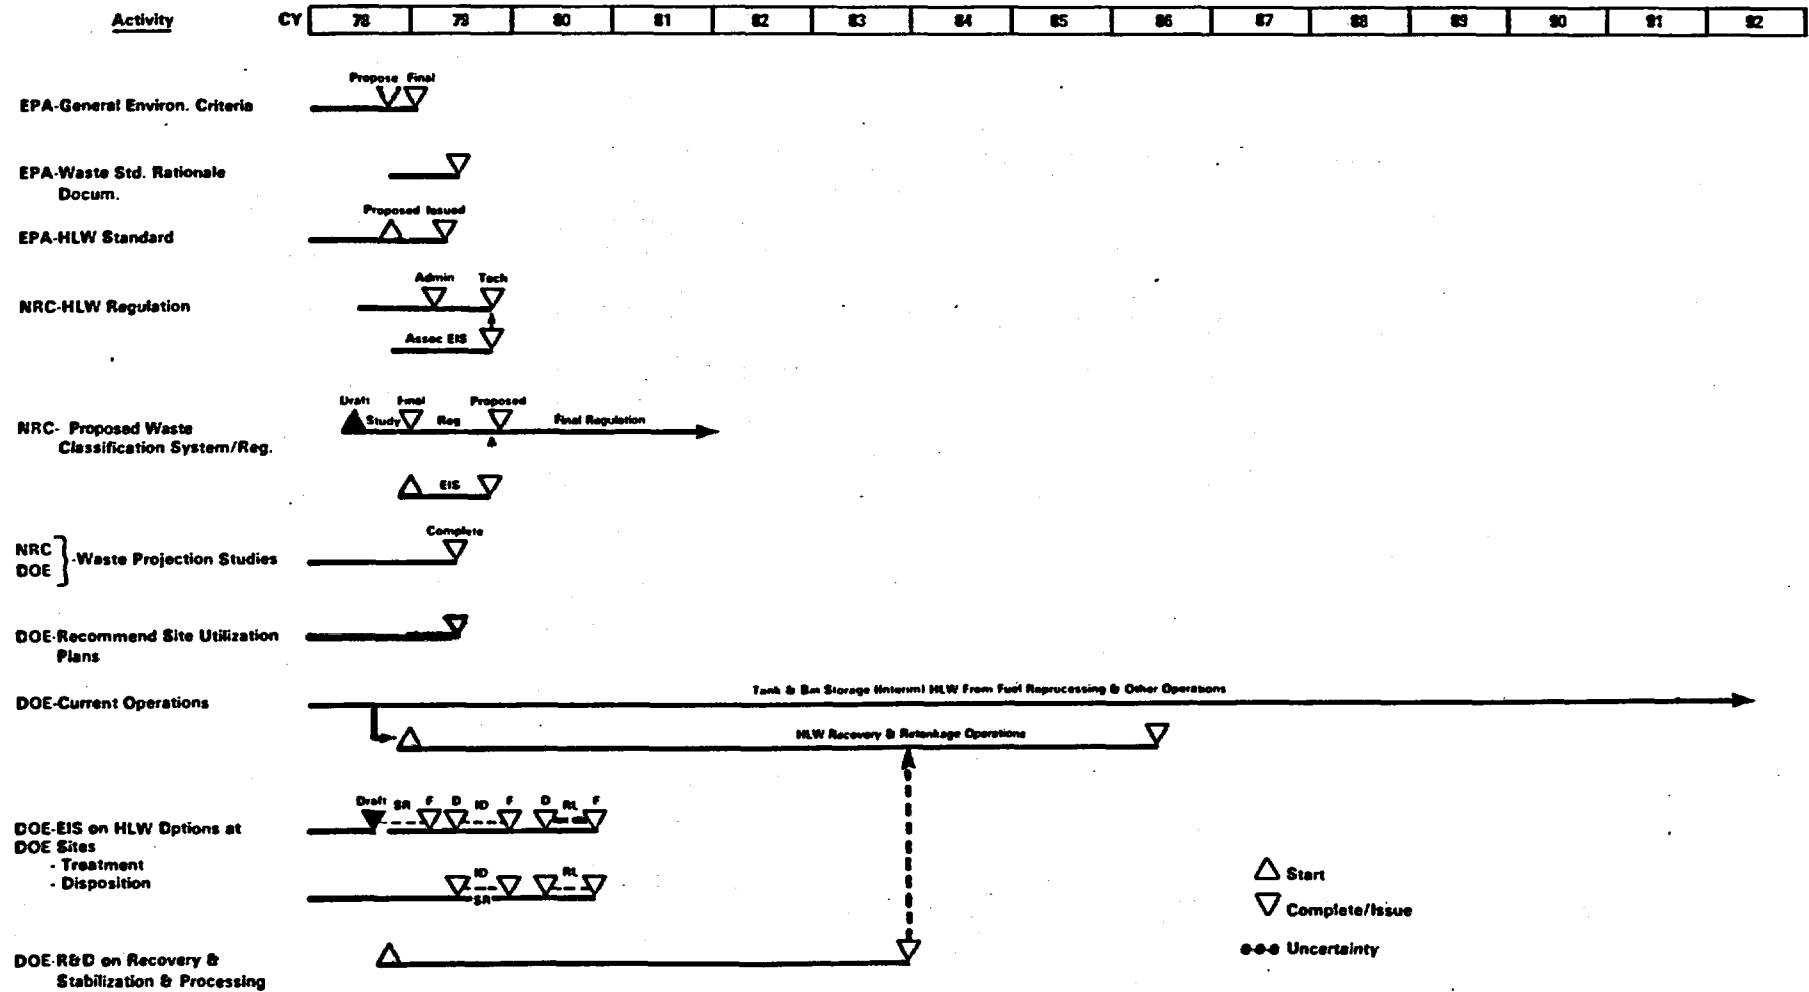 Activity CY 78 79 80 81 82 83 84 85 86 87 88 89 90 91 92
Propose Final
EPA-General Environ. Criteria
EPA-Waste Std. Rationale
Docum.
Proposed Issued
EPA-HLW Standard
Admin Tech
NRC-HLW Regulation
Assoc EIS
Draft Final Proposed
Study Reg Final Regulation
NRC- Proposed Waste
Classification System/Reg.
EIS
Complete
NRC
DOE
-Waste Projection Studies
DOE-Recommend Site Utilization
Plans
Tank & Bin Storage (Interim) HLW From Fuel Reprocessing & Other Operations
DOE-Current Operations
HLW Recovery & Retankage Operations
Draft SR F D ID F D RL F
DOE-EIS on HLW Options at
DOE Sites
- Treatment
- Disposition
ID RL
SR
Start
Complete/Issue
Uncertainty
DOE-R&D on Recovery &
Stabilization & Processing